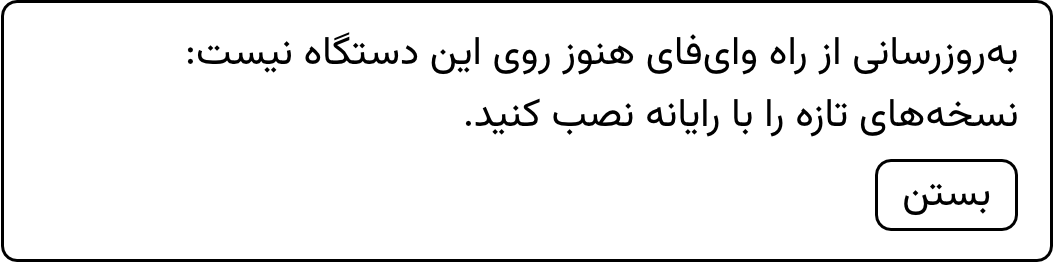 به‌روزرسانی از راه وای‌فای هنوز روی این دستگاه نیست:
نسخه‌های تازه را با رایانه نصب کنید.
بستن